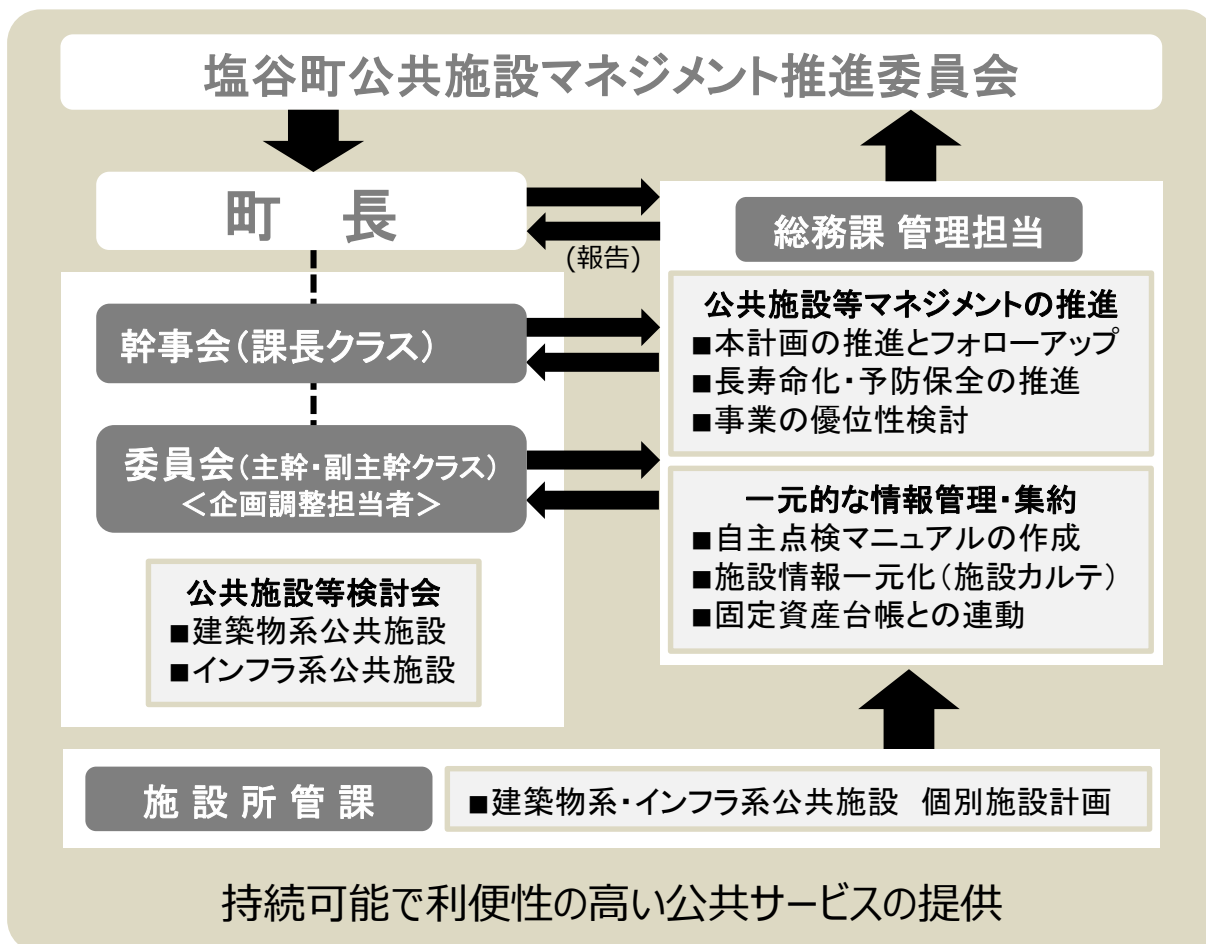 塩谷町公共施設マネジメント推進委員会
町　長
(報告)
幹事会(課長クラス)
委員会(主幹・副主幹クラス)
＜企画調整担当者＞
公共施設等検討会
■建築物系公共施設
■インフラ系公共施設
総務課 管理担当
公共施設等マネジメントの推進
■本計画の推進とフォローアップ
■長寿命化・予防保全の推進
■事業の優位性検討
一元的な情報管理・集約
■自主点検マニュアルの作成
■施設情報一元化(施設カルテ)
■固定資産台帳との連動
施設所管課
■建築物系・インフラ系公共施設　個別施設計画
持続可能で利便性の高い公共サービスの提供